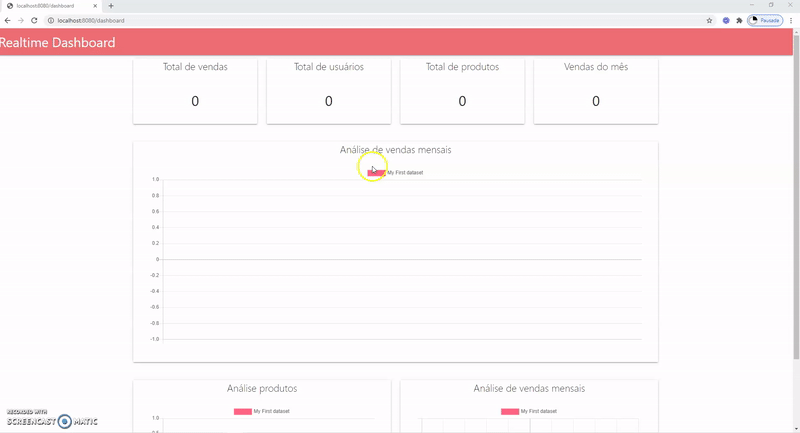 localhost:8080/dashboard
localhost:8080/dashboard
Pausada
Realtime Dashboard
Total de vendas
0
Total de usuários
0
Total de produtos
0
Vendas do mês
0
Análise de vendas mensais
My First dataset
1.0
0.8
0.6
0.4
0.2
0
-0.2
-0.4
-0.6
-0.8
-1.0
Análise produtos
My First dataset
1.0
0.8
Análise de vendas mensais
My First dataset
RECORDED WITH
SCREENCAST MATIC